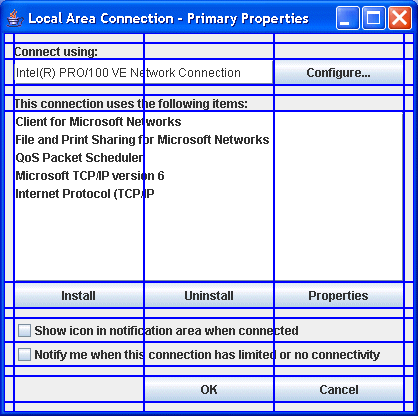 Local Area Connection - Primary Properties
Connect using:
Intel(R) PRO/100 VE Network Connection
Configure...
This connection uses the following items:
Client for Microsoft Networks
File and Print Sharing for Microsoft Networks
QoS Packet Scheduler
Microsoft TCP/IP version 6
Internet Protocol (TCP/IP
Install Uninstall Properties
Show icon in notification area when connected
Notify me when this connection has limited or no connectivity
OK Cancel